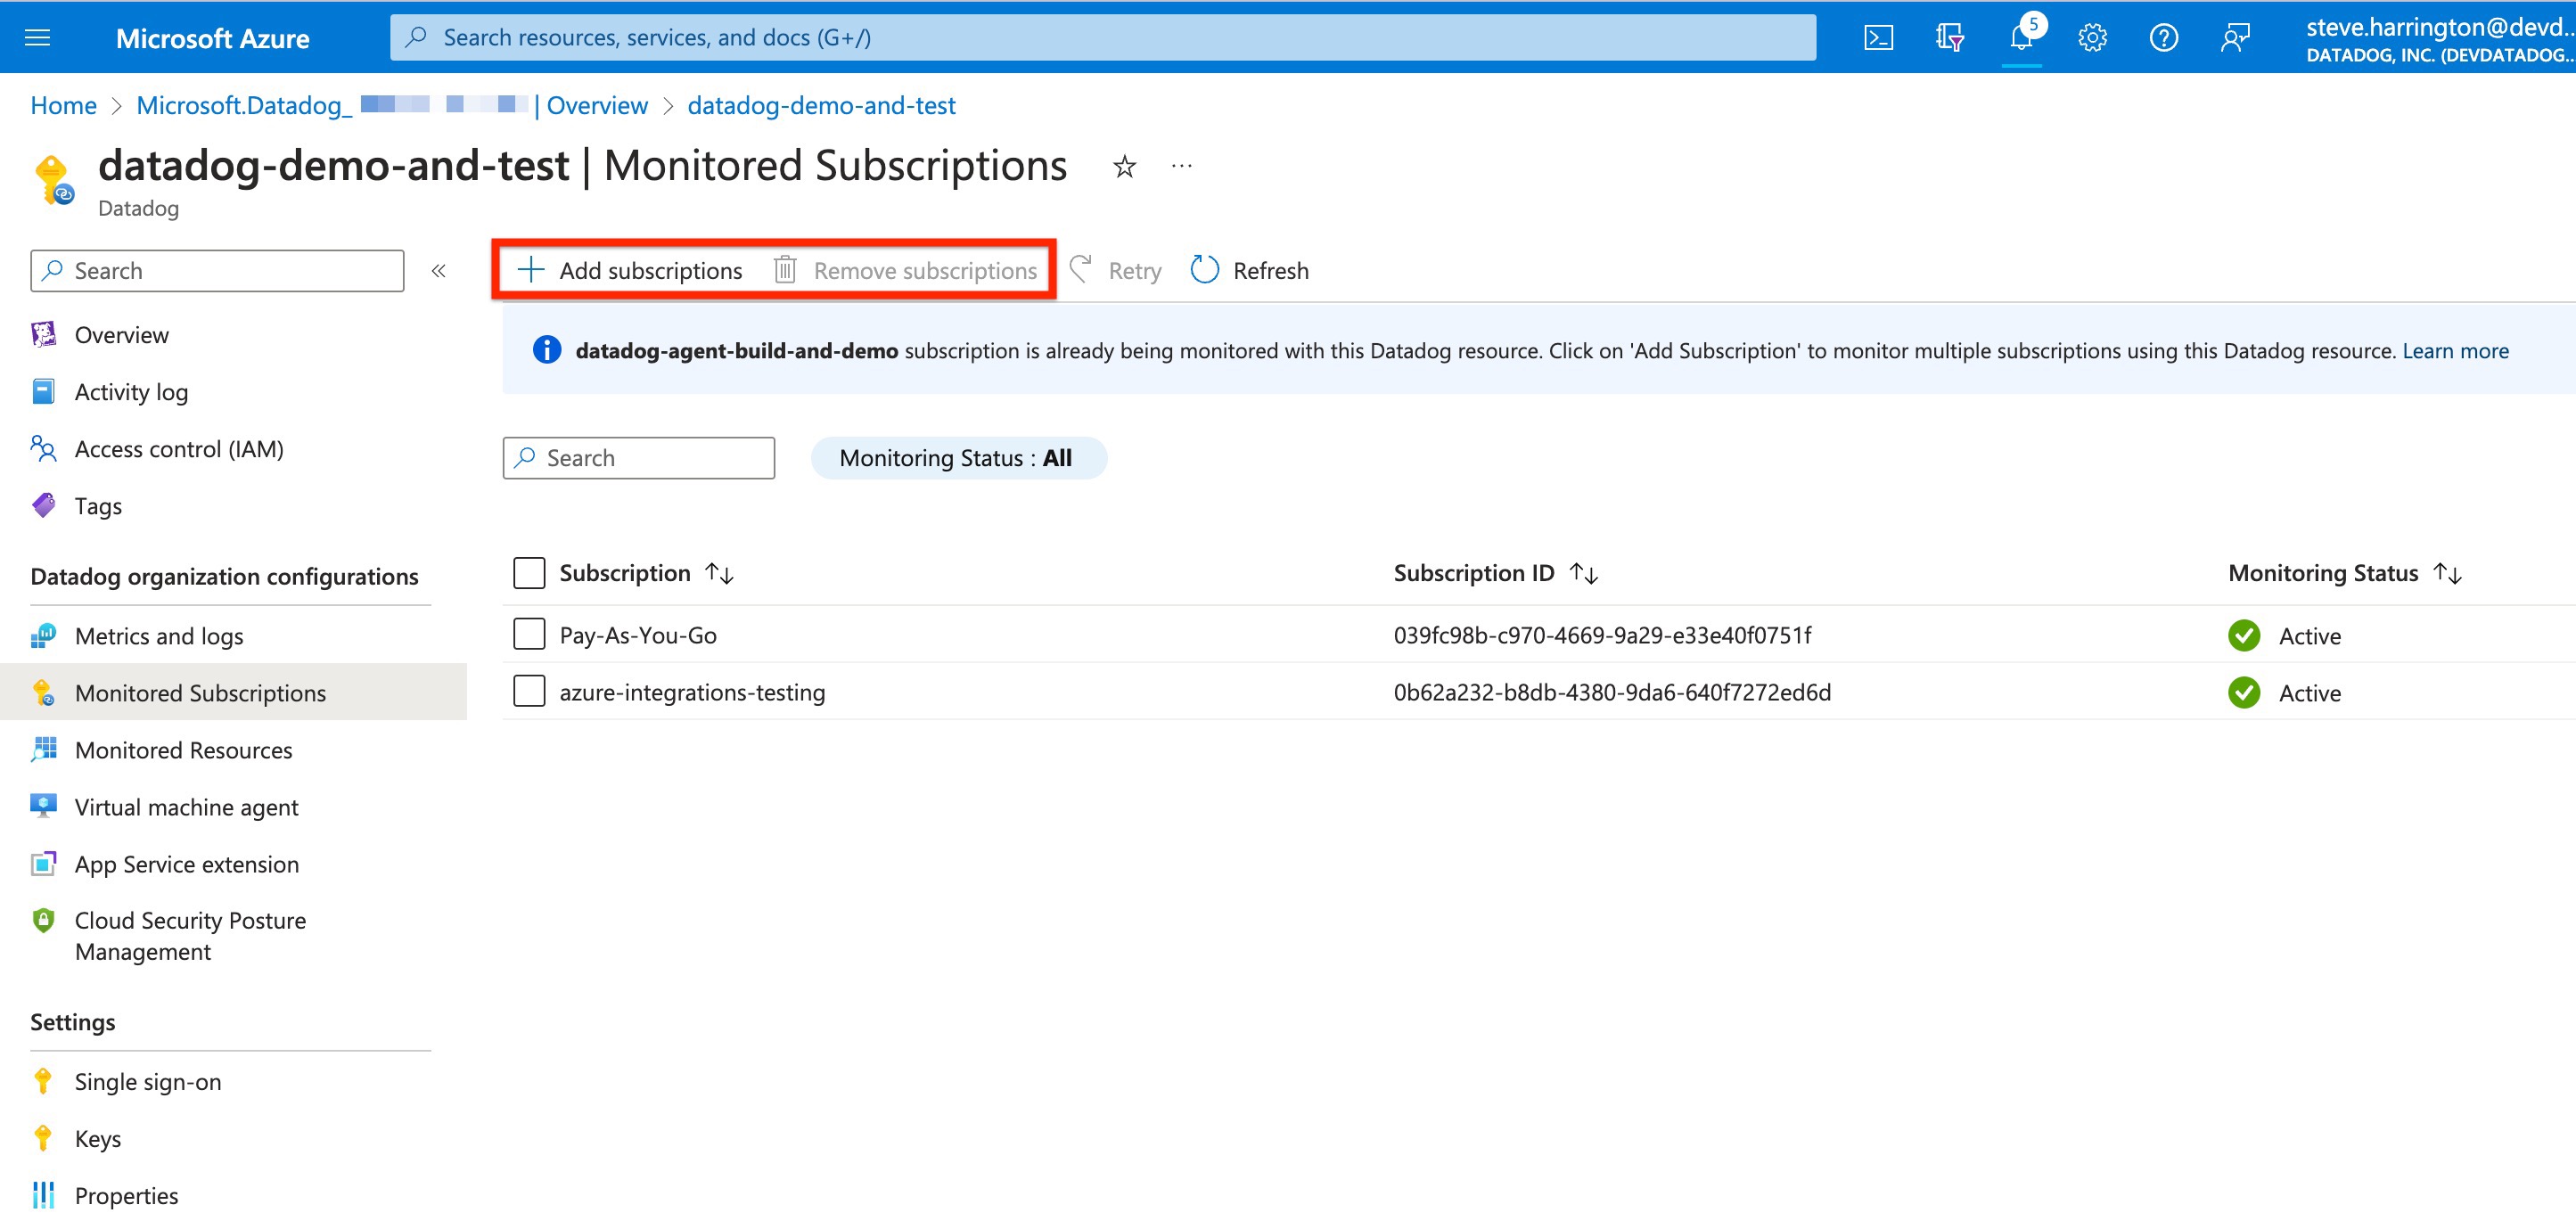 Microsoft Azure
Search resources, services, and docs (G+/)
5
steve.harrington@devd...
DATADOG, INC. (DEVDATADOG...
Home > Microsoft.Datadog_ | Overview > datadog-demo-and-test
datadog-demo-and-test | Monitored Subscriptions
Datadog
Search
Add subscriptions Remove subscriptions Retry Refresh
Overview
Activity log
Access control (IAM)
Tags
Datadog organization configurations
Metrics and logs
Monitored Subscriptions
Monitored Resources
Virtual machine agent
App Service extension
Cloud Security Posture
Management
Settings
Single sign-on
Keys
Properties
datadog-agent-build-and-demo subscription is already being monitored with this Datadog resource. Click on 'Add Subscription' to monitor multiple subscriptions using this Datadog resource. Learn more
Search
Monitoring Status : All
Subscription Subscription ID Monitoring Status
Pay-As-You-Go 039fc98b-c970-4669-9a29-e33e40f0751f Active
azure-integrations-testing 0b62a232-b8db-4380-9da6-640f7272ed6d Active